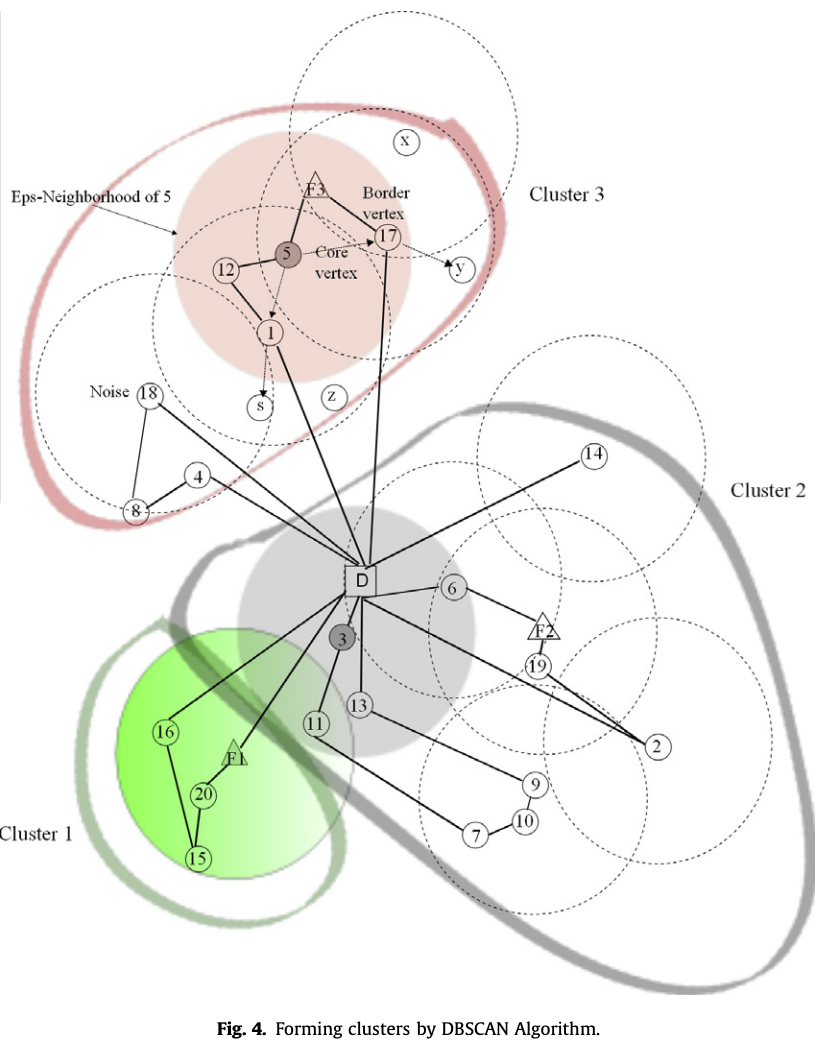 x
Eps-Neighborhood of 5
F3
Border
vertex
Cluster 3
17
5
Core
vertex
12
y
1
Noise
18
s
z
4
14
8
Cluster 2
D
6
F2
3
19
13
11
16
2
F1
20
9
10
7
Cluster 1
15
Fig. 4. Forming clusters by DBSCAN Algorithm.